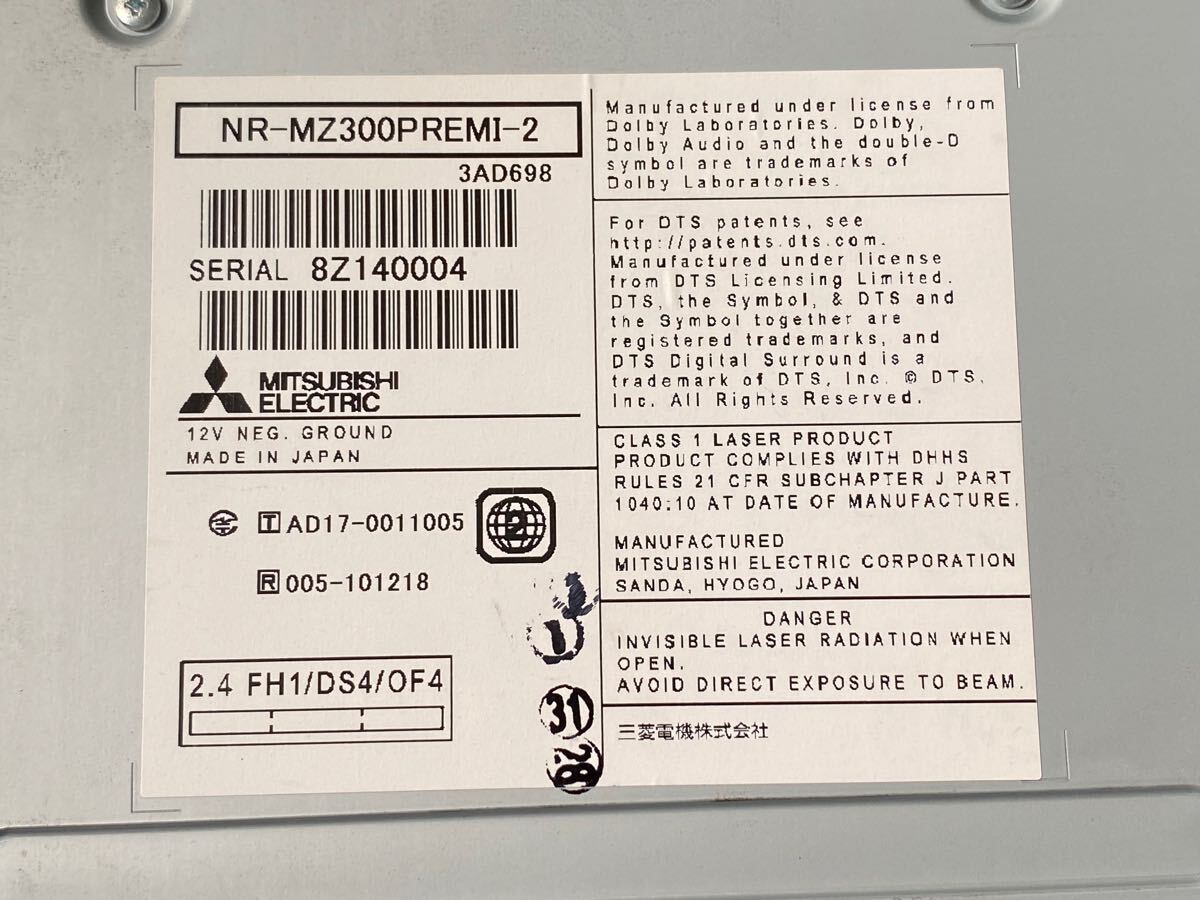 NR-MZ300PREMI-2
3AD698
SERIAL 8Z140004
MITSUBISHI
ELECTRIC
12V NEG. GROUND
MADE IN JAPAN
T AD17-0011005
2
R 005-101218
2.4 FH1/DS4/OF4
1
31
28
Manufactured under license from
Dolby Laboratories. Dolby,
Dolby Audio and the double-D
symbol are trademarks of
Dolby Laboratories.
For DTS patents, see
http://patents.dts.com.
Manufactured under license
from DTS Licensing Limited.
DTS, the Symbol, & DTS and
the Symbol together are
registered trademarks, and
DTS Digital Surround is a
trademark of DTS, Inc. © DTS,
Inc. All Rights Reserved.
CLASS 1 LASER PRODUCT
PRODUCT COMPLIES WITH DHHS
RULES 21 CFR SUBCHAPTER J PART
1040:10 AT DATE OF MANUFACTURE.
MANUFACTURED
MITSUBISHI ELECTRIC CORPORATION
SANDA, HYOGO, JAPAN
DANGER
INVISIBLE LASER RADIATION WHEN
OPEN.
AVOID DIRECT EXPOSURE TO BEAM.
三菱電機株式会社